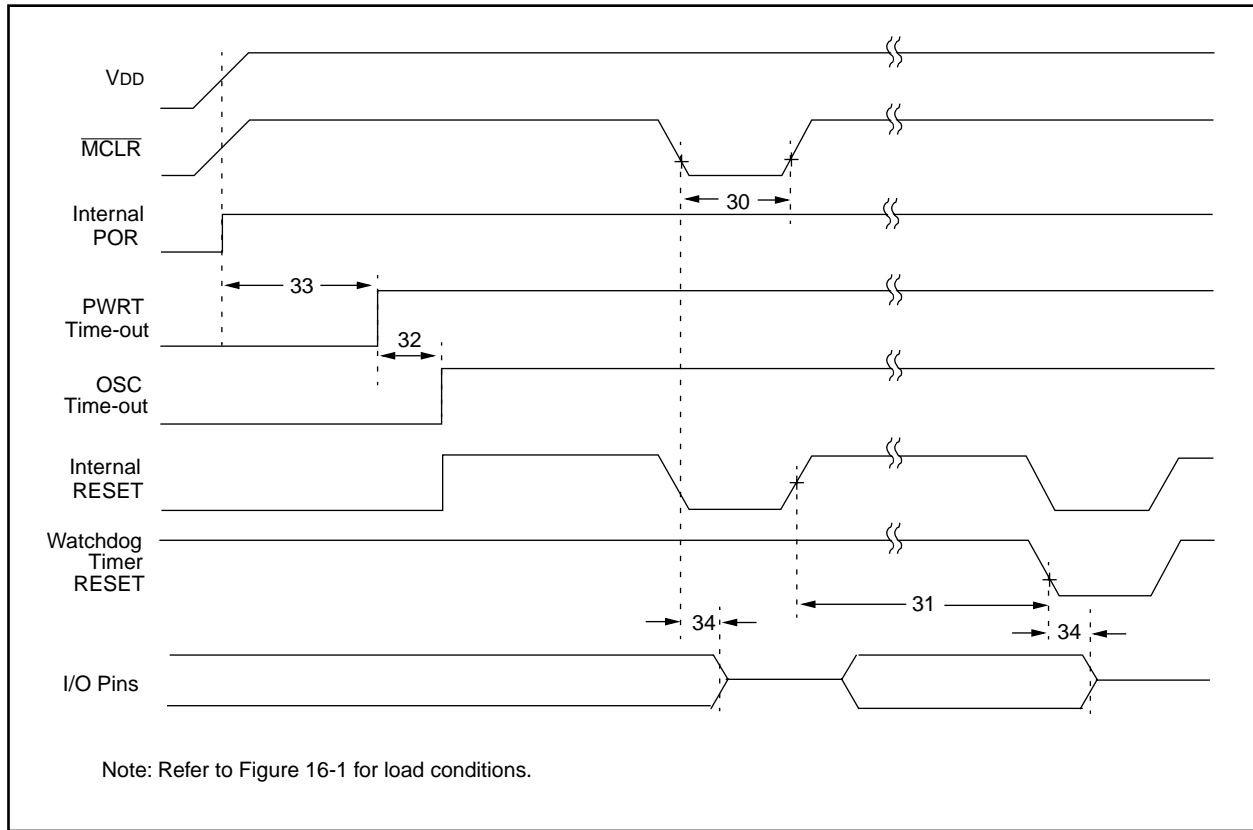 VDD
MCLR
30
Internal
POR
33
PWRT
Time-out
32
OSC
Time-out
Internal
RESET
Watchdog
Timer
RESET
31
34
34
I/O Pins
Note: Refer to Figure 16-1 for load conditions.